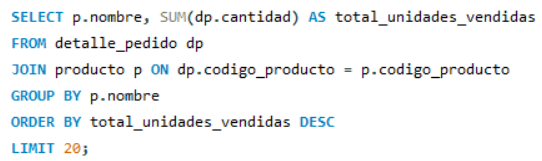 SELECT p.nombre, SUM(dp.cantidad) AS total_unidades_vendidas
FROM detalle_pedido dp
JOIN producto p ON dp.codigo_producto = p.codigo_producto
GROUP BY p.nombre
ORDER BY total_unidades_vendidas DESC
LIMIT 20;